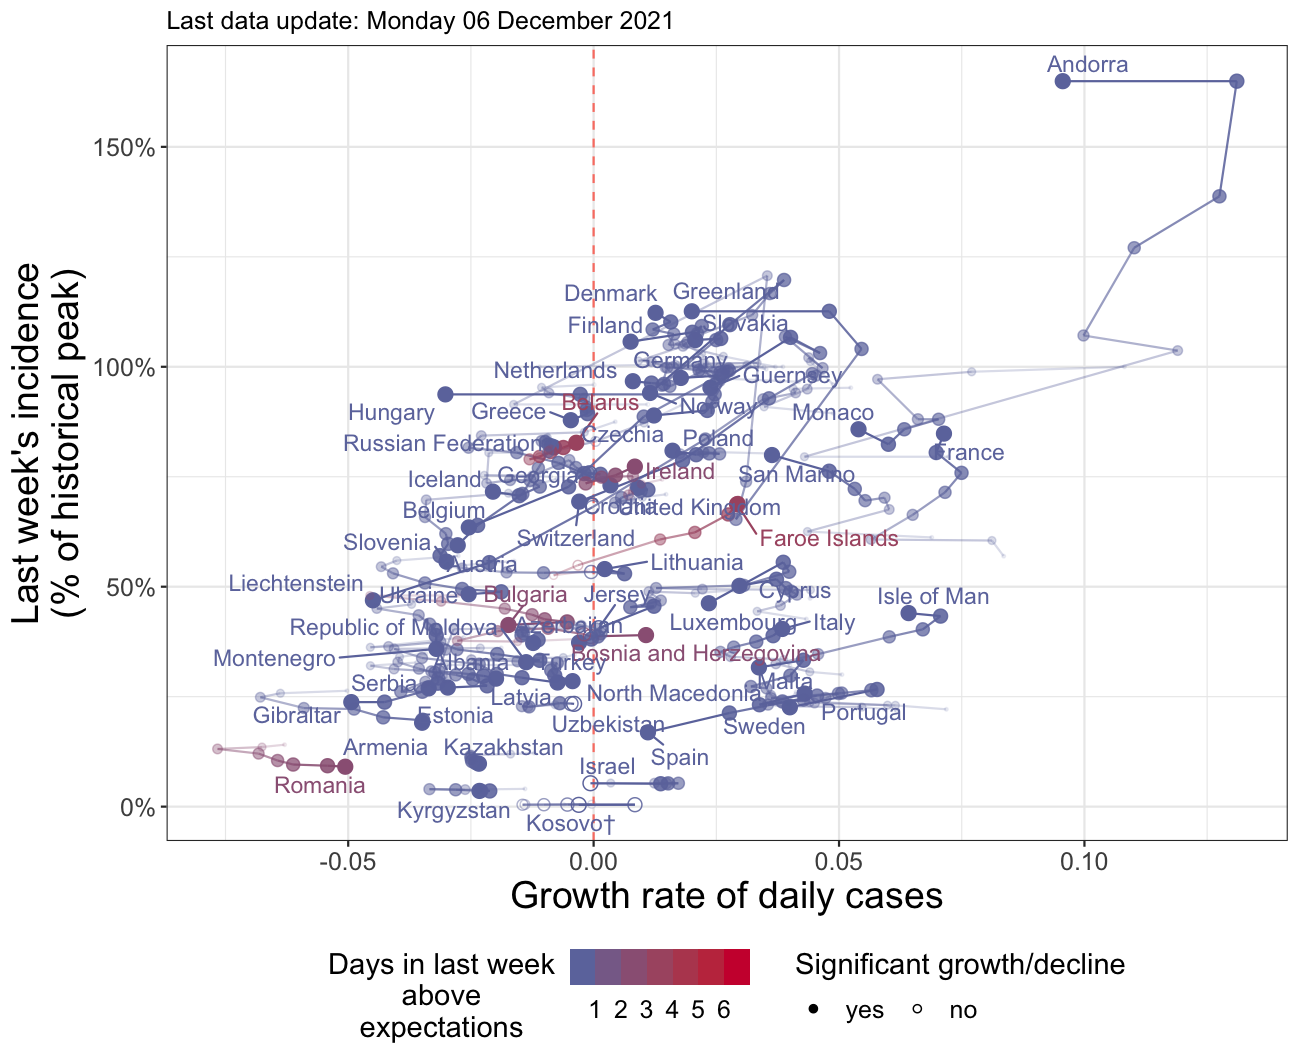 Last data update: Monday 06 December 2021
Andorra
150%
Denmark
Greenland
Finland
Slovakia
100%
Netherlands
Germany
Guernsey
Hungary
Greece
Belarus
Norway
Monaco
Russian Federation
Czechia
Poland
France
Iceland
Georgia
Ireland
San Marino
Belgium
Croatia
United Kingdom
Slovenia
Switzerland
Faroe Islands
Austria
Lithuania
Liechtenstein
50%
Ukraine
Bulgaria
Jersey
Cyprus
Isle of Man
Republic of Moldova
Azerbaijan
Luxembourg
Italy
Montenegro
Albania
Turkey
Bosnia and Herzegovina
Serbia
Latvia
North Macedonia
Malta
Gibraltar
Estonia
Uzbekistan
Sweden
Portugal
Armenia
Kazakhstan
Spain
Romania
Israel
0%
Kyrgyzstan
Kosovo†
Last week's incidence
(% of historical peak)
-0.05
0.00
0.05
0.10
Growth rate of daily cases
Days in last week
above
expectations
1 2 3 4 5 6
Significant growth/decline
yes
no